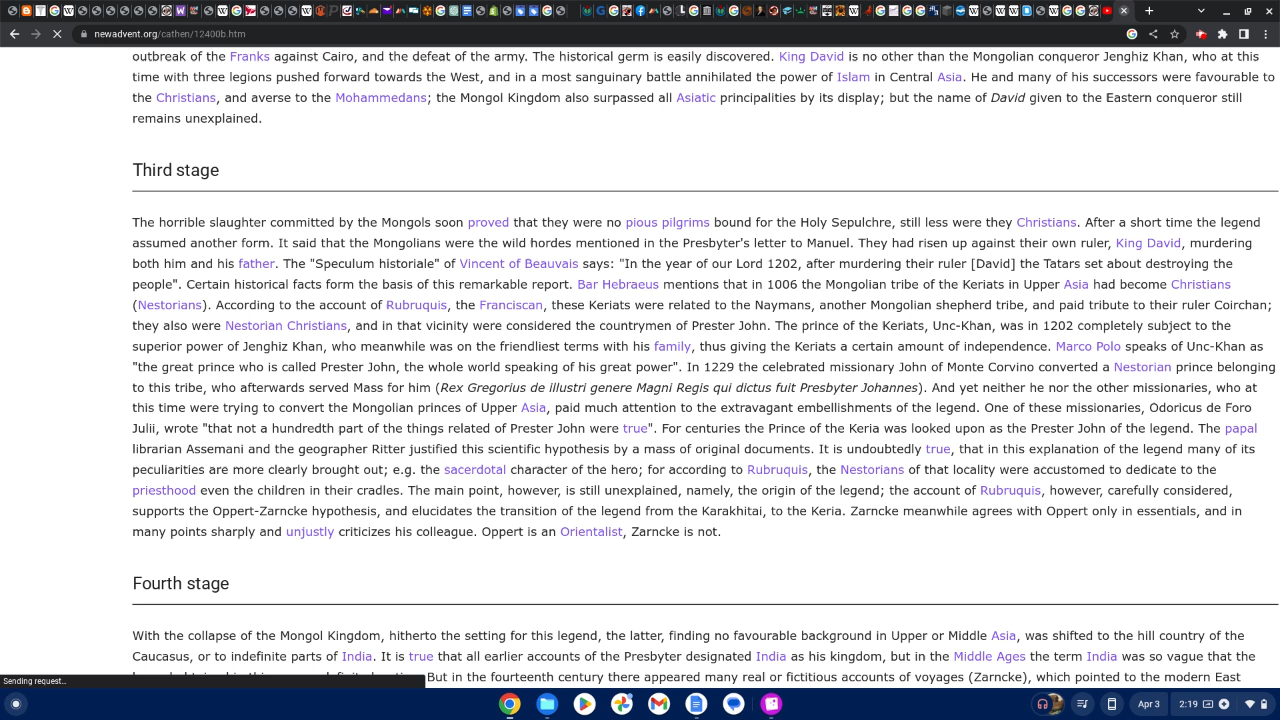 newadvent.org/cathen/12400b.htm
outbreak of the Franks against Cairo, and the defeat of the army. The historical germ is easily discovered. King David is no other than the Mongolian conqueror Jenghiz Khan, who at this
time with three legions pushed forward towards the West, and in a most sanguinary battle annihilated the power of Islam in Central Asia. He and many of his successors were favourable to
the Christians, and averse to the Mohammedans; the Mongol Kingdom also surpassed all Asiatic principalities by its display; but the name of David given to the Eastern conqueror still
remains unexplained.
Third stage
The horrible slaughter committed by the Mongols soon proved that they were no pious pilgrims bound for the Holy Sepulchre, still less were they Christians. After a short time the legend
assumed another form. It said that the Mongolians were the wild hordes mentioned in the Presbyter's letter to Manuel. They had risen up against their own ruler, King David, murdering
both him and his father. The "Speculum historiale" of Vincent of Beauvais says: "In the year of our Lord 1202, after murdering their ruler [David] the Tatars set about destroying the
people". Certain historical facts form the basis of this remarkable report. Bar Hebraeus mentions that in 1006 the Mongolian tribe of the Keriats in Upper Asia had become Christians
(Nestorians). According to the account of Rubruquis, the Franciscan, these Keriats were related to the Naymans, another Mongolian shepherd tribe, and paid tribute to their ruler Coirchan;
they also were Nestorian Christians, and in that vicinity were considered the countrymen of Prester John. The prince of the Keriats, Unc-Khan, was in 1202 completely subject to the
superior power of Jenghiz Khan, who meanwhile was on the friendliest terms with his family, thus giving the Keriats a certain amount of independence. Marco Polo speaks of Unc-Khan as
"the great prince who is called Prester John, the whole world speaking of his great power". In 1229 the celebrated missionary John of Monte Corvino converted a Nestorian prince belonging
to this tribe, who afterwards served Mass for him (Rex Gregorius de illustri genere Magni Regis qui dictus fuit Presbyter Johannes). And yet neither he nor the other missionaries, who at
this time were trying to convert the Mongolian princes of Upper Asia, paid much attention to the extravagant embellishments of the legend. One of these missionaries, Odoricus de Foro
Julii, wrote "that not a hundredth part of the things related of Prester John were true". For centuries the Prince of the Keria was looked upon as the Prester John of the legend. The papal
librarian Assemani and the geographer Ritter justified this scientific hypothesis by a mass of original documents. It is undoubtedly true, that in this explanation of the legend many of its
peculiarities are more clearly brought out; e.g. the sacerdotal character of the hero; for according to Rubruquis, the Nestorians of that locality were accustomed to dedicate to the
priesthood even the children in their cradles. The main point, however, is still unexplained, namely, the origin of the legend; the account of Rubruquis, however, carefully considered,
supports the Oppert-Zarncke hypothesis, and elucidates the transition of the legend from the Karakhitai, to the Keria. Zarncke meanwhile agrees with Oppert only in essentials, and in
many points sharply and unjustly criticizes his colleague. Oppert is an Orientalist, Zarncke is not.
Fourth stage
With the collapse of the Mongol Kingdom, hitherto the setting for this legend, the latter, finding no favourable background in Upper or Middle Asia, was shifted to the hill country of the
Caucasus, or to indefinite parts of India. It is true that all earlier accounts of the Presbyter designated India as his kingdom, but in the Middle Ages the term India was so vague that the
But in the fourteenth century there appeared many real or fictitious accounts of voyages (Zarncke), which pointed to the modern East
Sending request...
Apr 3
2:19